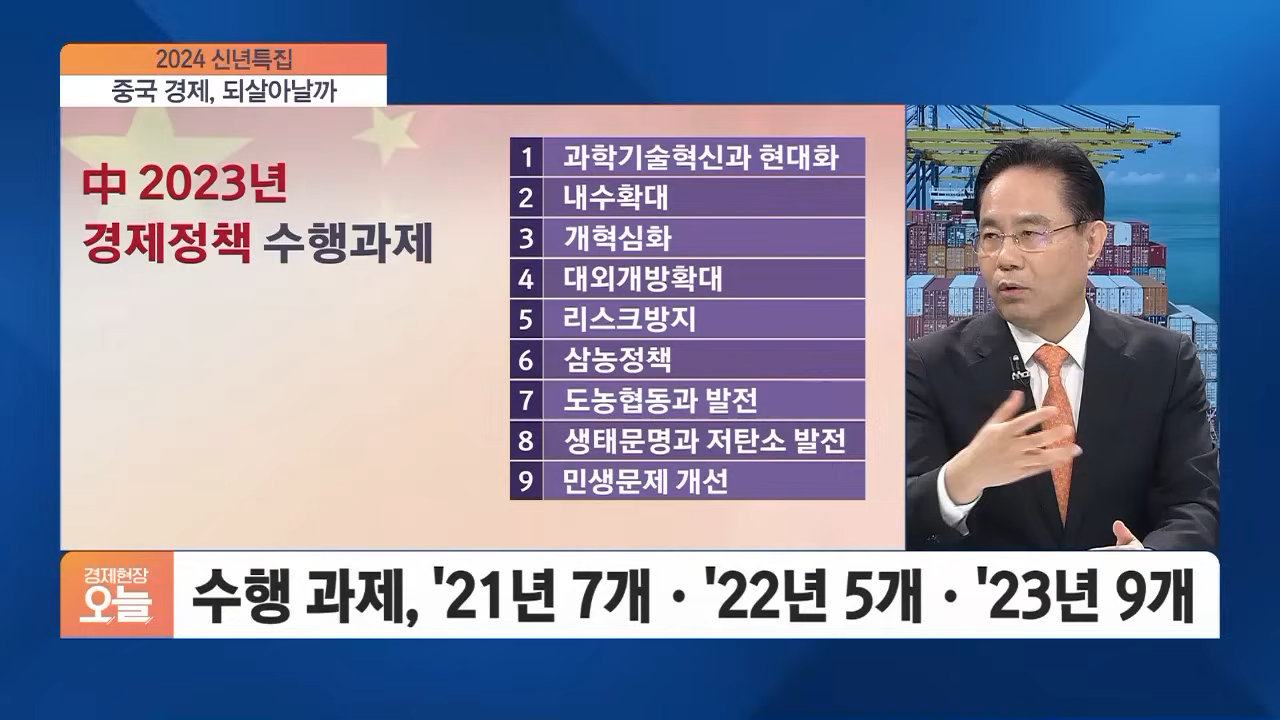 2024 신년특집
중국 경제, 되살아날까
中 2023년
경제정책 수행과제
1 과학기술혁신과 현대화
2 내수확대
3 개혁심화
4 대외개방확대
5 리스크방지
6 삼농정책
7 도농협동과 발전
8 생태문명과 저탄소 발전
9 민생문제 개선
경제현장
오늘
수행 과제, '21년 7개 · '22년 5개 · '23년 9개